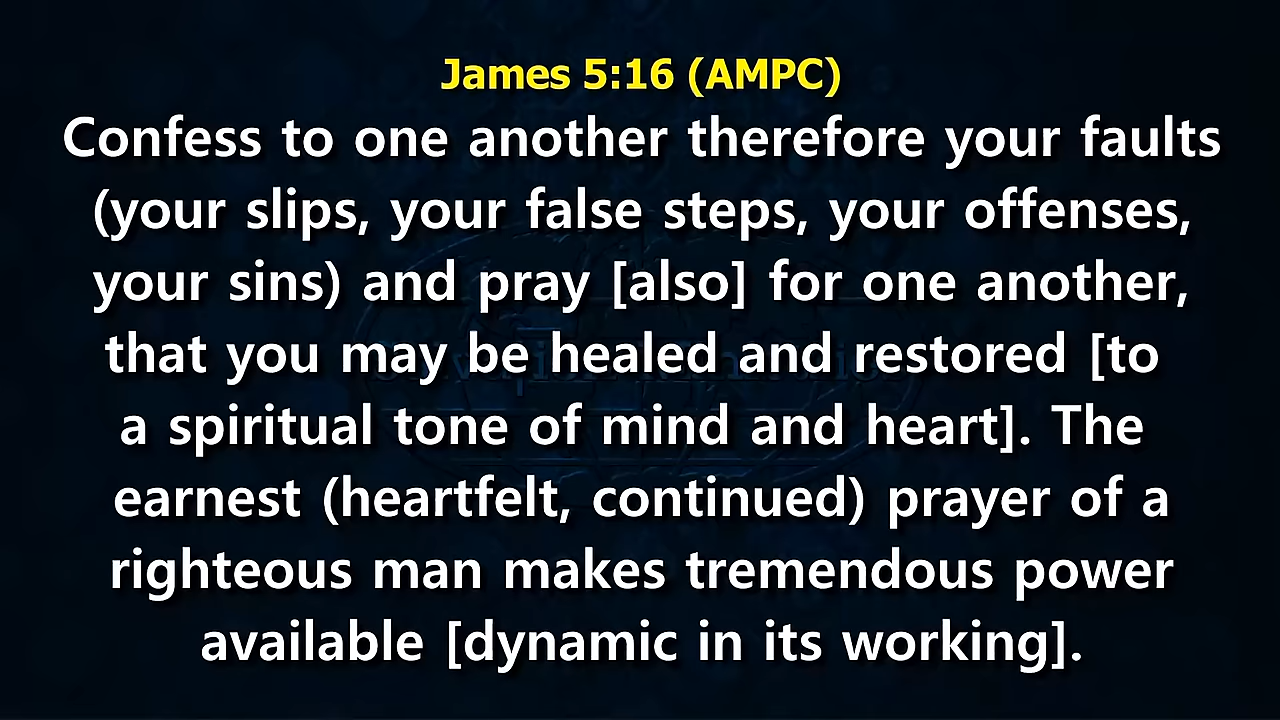 James 5:16 (AMPC)
Confess to one another therefore your faults
(your slips, your false steps, your offenses,
your sins) and pray [also] for one another,
that you may be healed and restored [to
a spiritual tone of mind and heart]. The
earnest (heartfelt, continued) prayer of a
righteous man makes tremendous power
available [dynamic in its working].